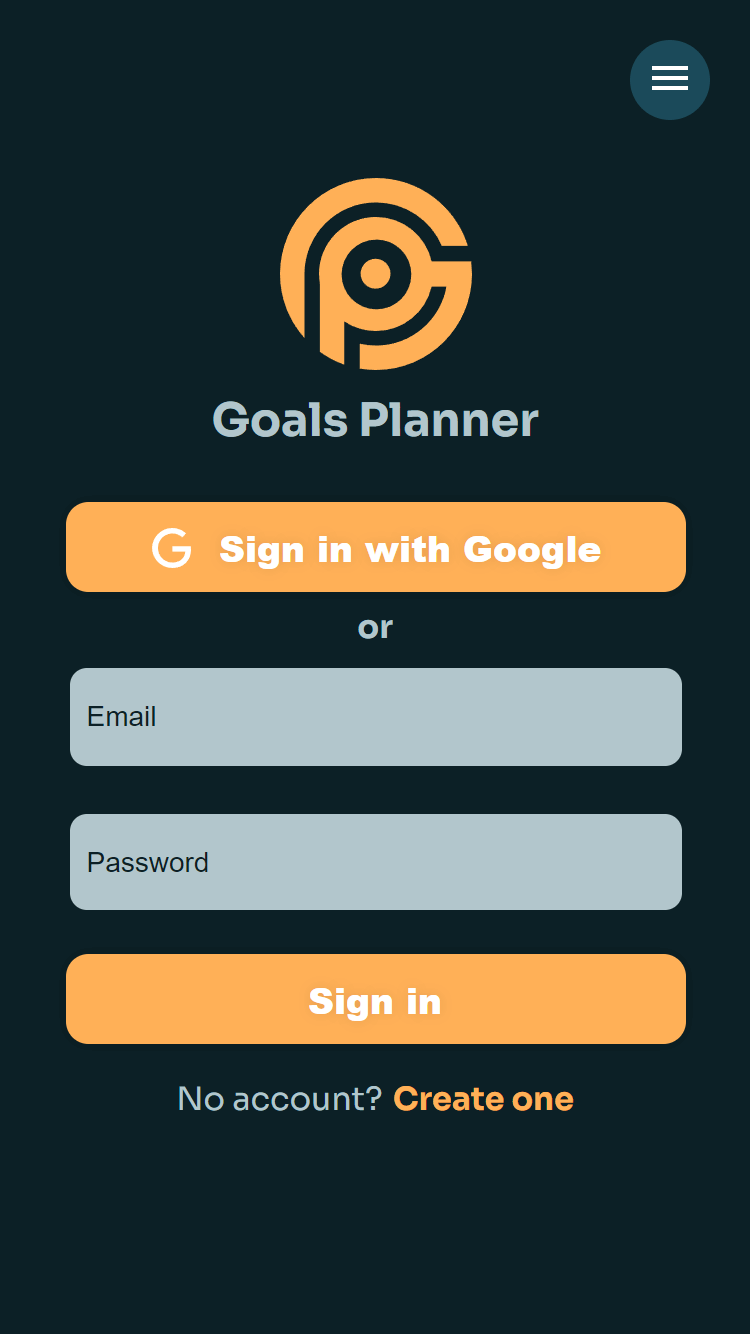 Goals Planner
Sign in with Google
or
Email
Password
Sign in
No account? Create one